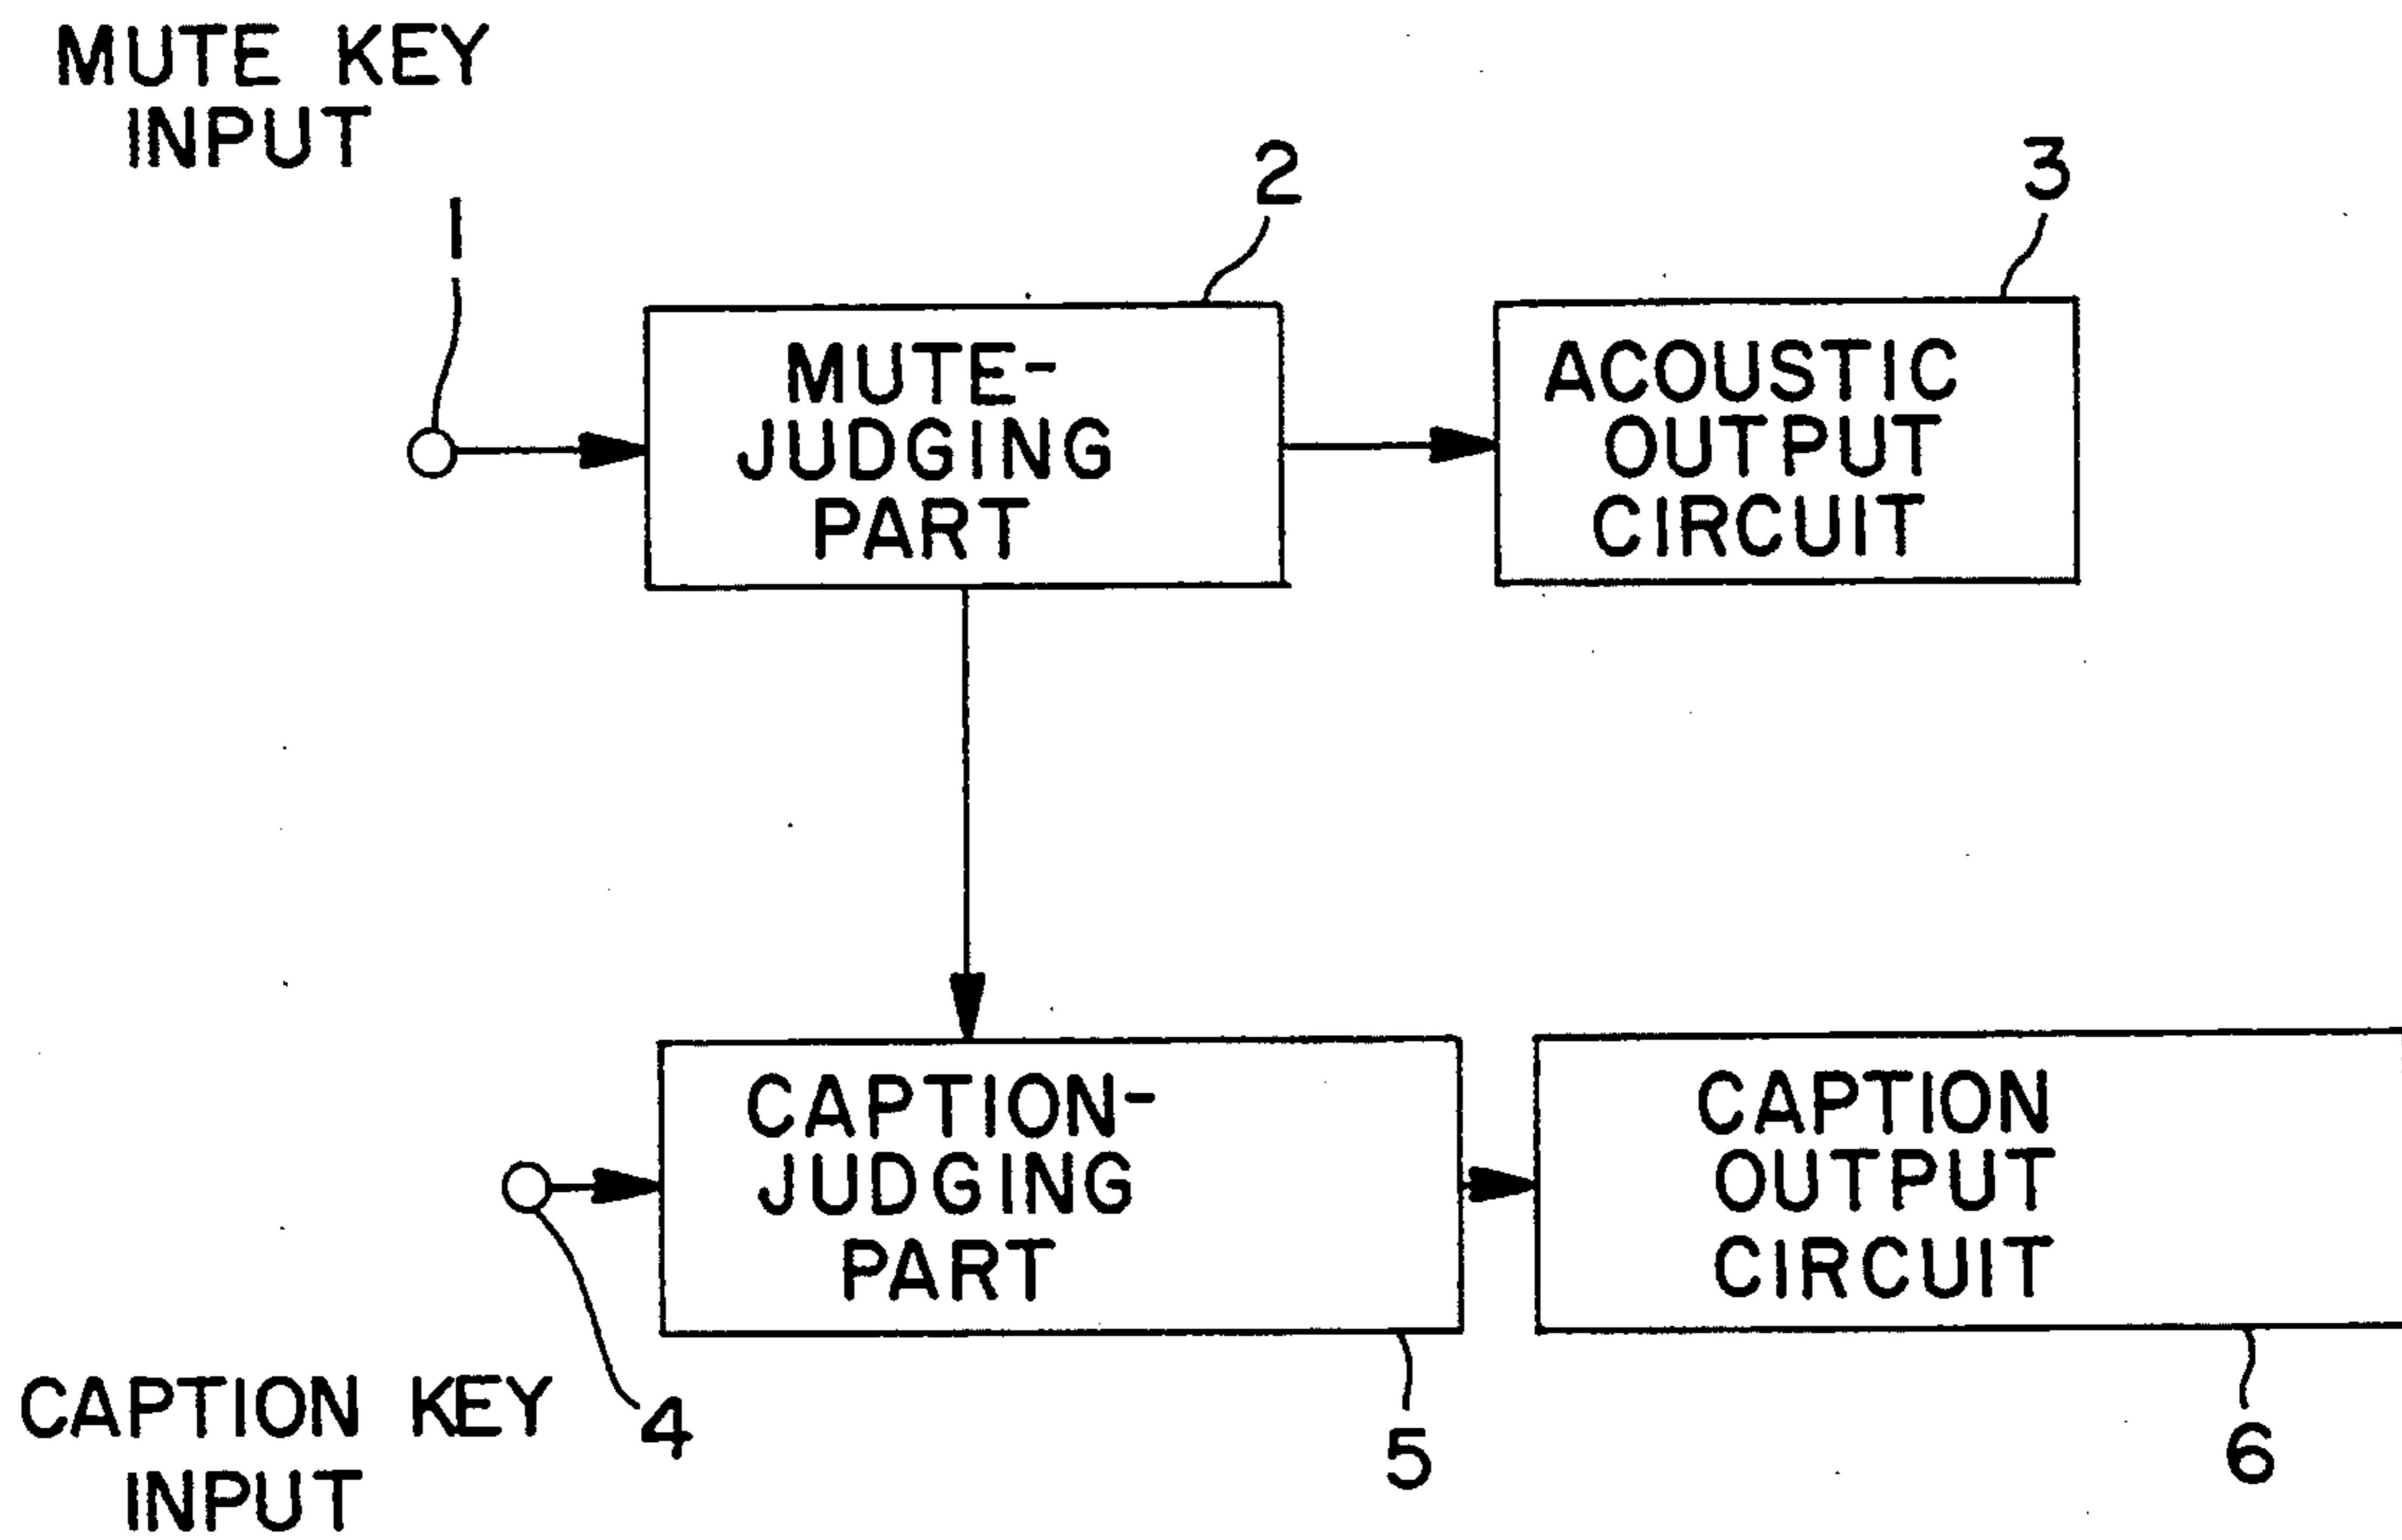 MUTE KEY
INPUT
1
2
3
MUTE-
JUDGING
PART
ACOUSTIC
OUTPUT
CIRCUIT
CAPTION-
JUDGING
PART
CAPTION
OUTPUT
CIRCUIT
CAPTION KEY
INPUT
4
5
6